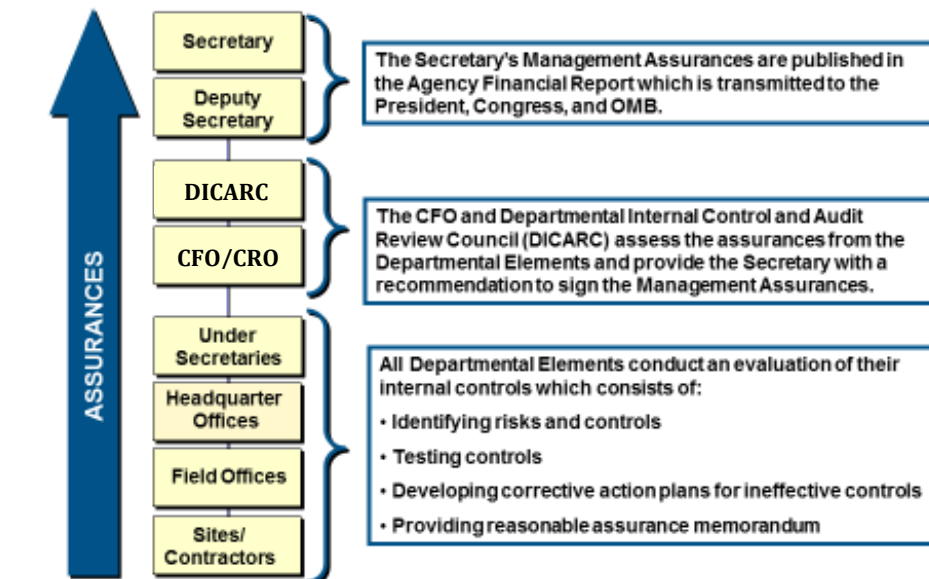 ASSURANCES
Secretary
Deputy
Secretary
The Secretary's Management Assurances are published in
the Agency Financial Report which is transmitted to the
President, Congress, and OMB.
DICARC
CFO/CRO
The CFO and Departmental Internal Control and Audit
Review Council (DICARC) assess the assurances from the
Departmental Elements and provide the Secretary with a
recommendation to sign the Management Assurances.
Under
Secretaries
Headquarter
Offices
Field Offices
Sites/
Contractors
All Departmental Elements conduct an evaluation of their
internal controls which consists of:
• Identifying risks and controls
• Testing controls
• Developing corrective action plans for ineffective controls
• Providing reasonable assurance memorandum